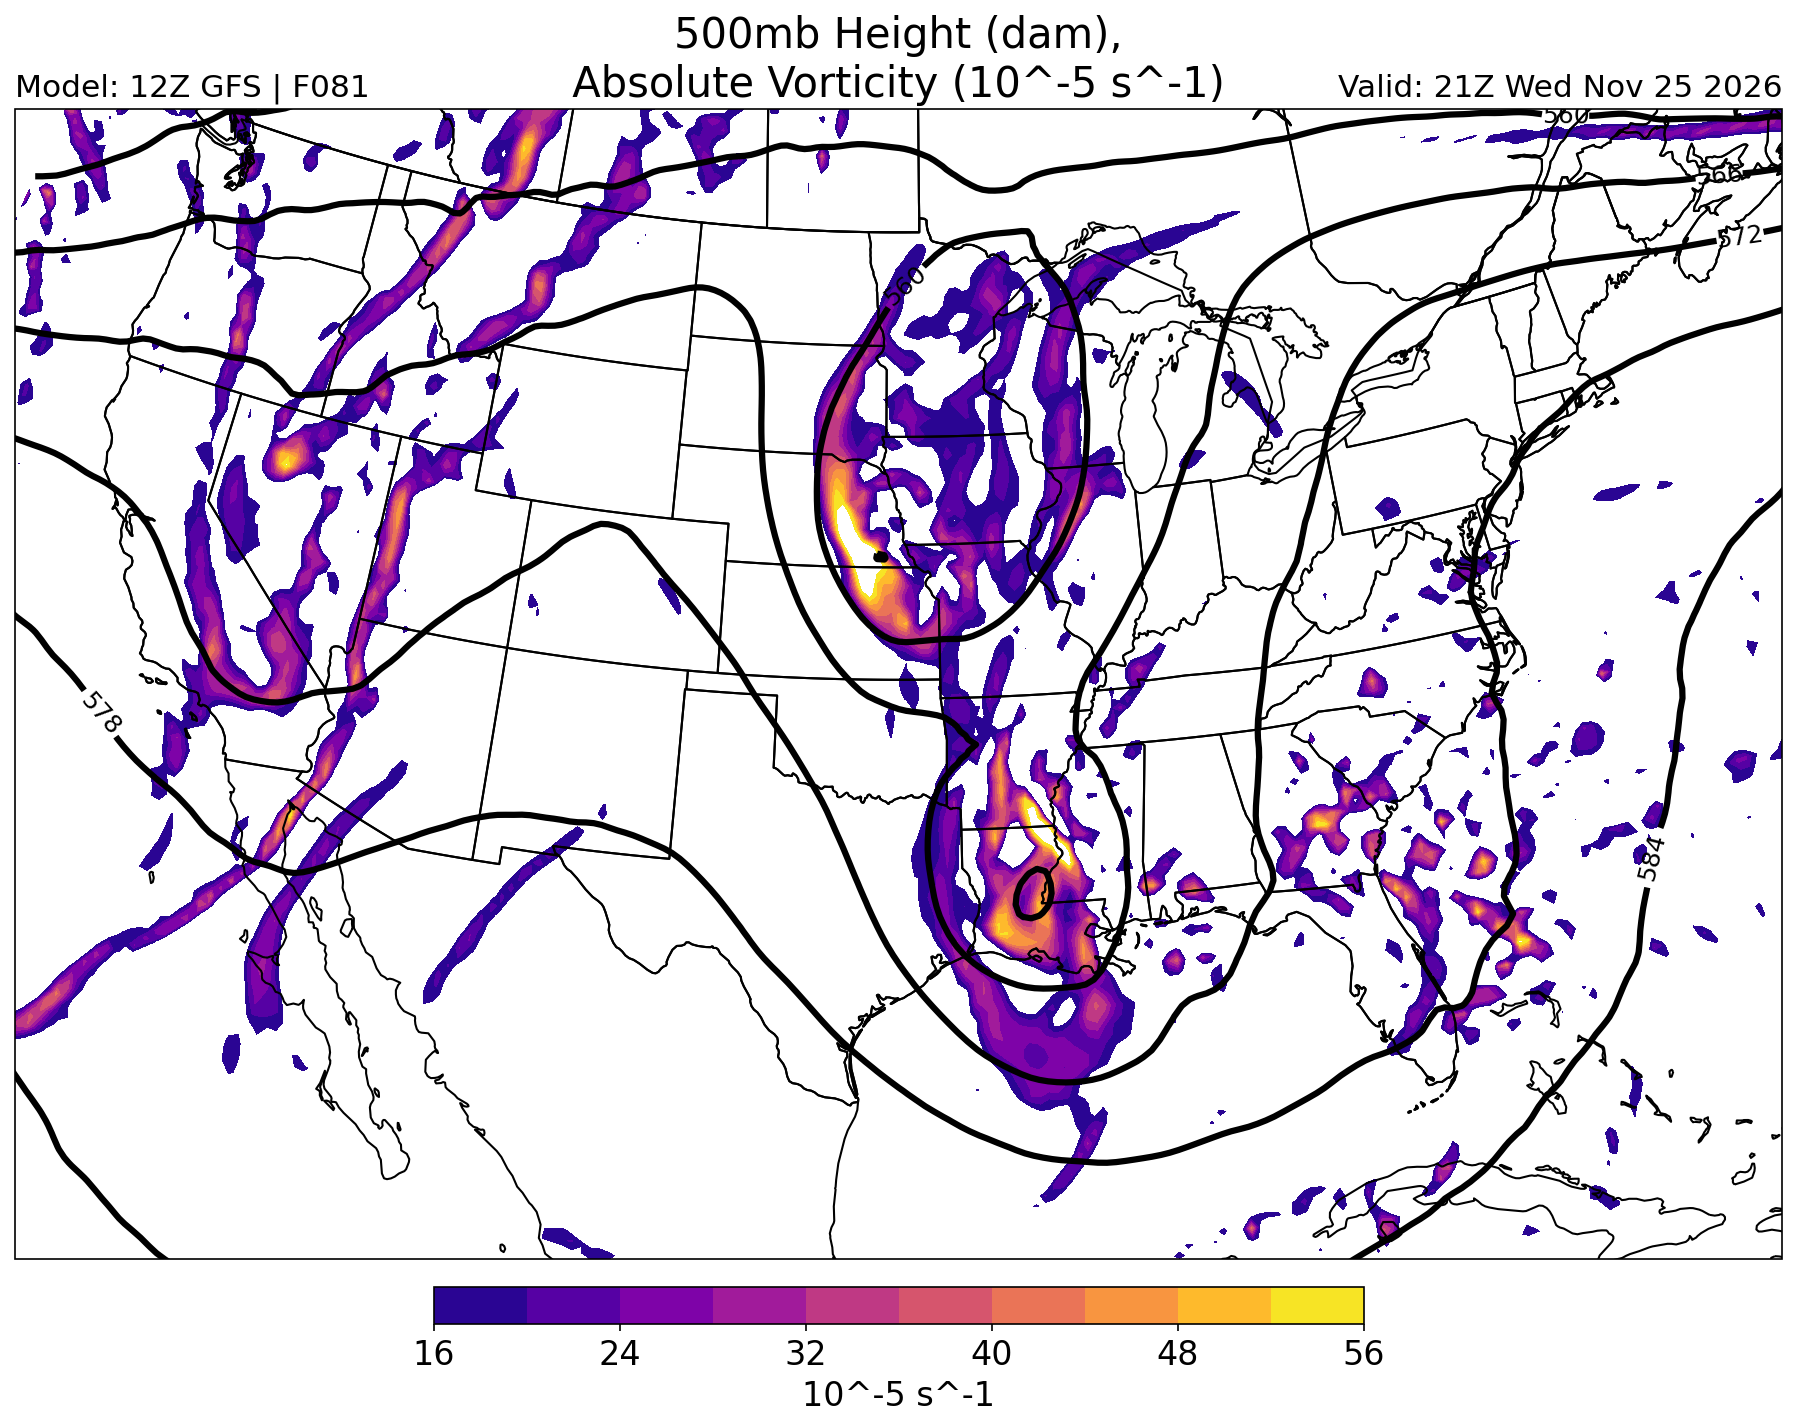 500mb Height (dam),
Absolute Vorticity (10^-5 s^-1)
Model: 12Z GFS | F081
Valid: 21Z Wed Nov 25 2026
560
566
572
560
578
584
16 24 32 40 48 56
10^-5 s^-1